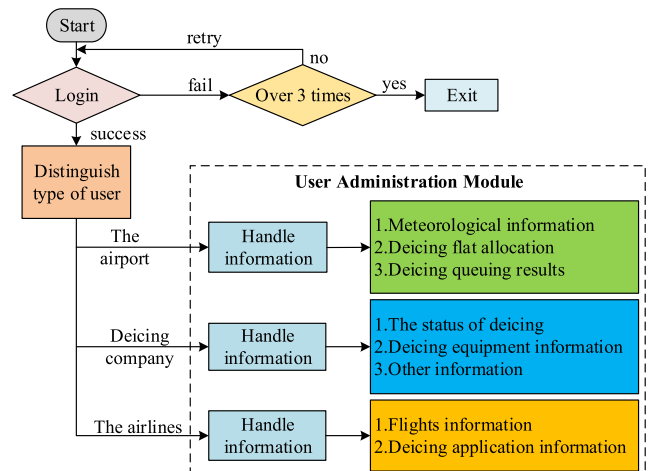 Start
retry
no
Login
fail
Over 3 times
yes
Exit
success
Distinguish
type of user
User Administration Module
The
airport
Handle
information
1.Meteorological information
2.Deicing flat allocation
3.Deicing queuing results
Deicing
company
Handle
information
1.The status of deicing
2.Deicing equipment information
3.Other information
The airlines
Handle
information
1.Flights information
2.Deicing application information